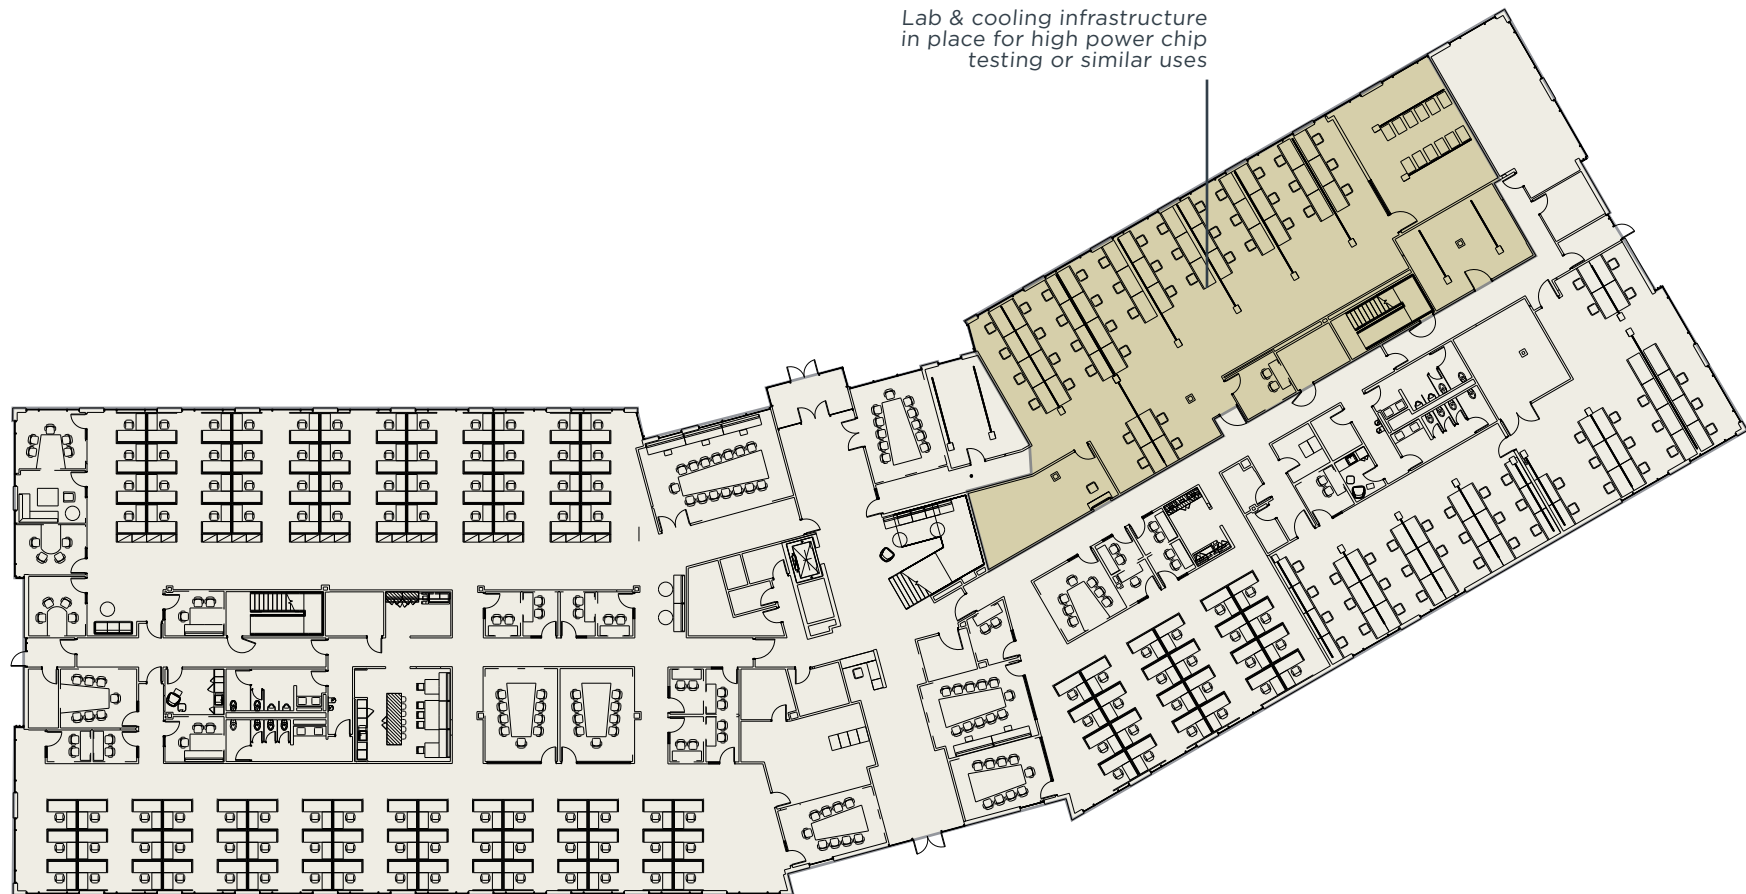 Lab & cooling infrastructure
in place for high power chip
testing or similar uses